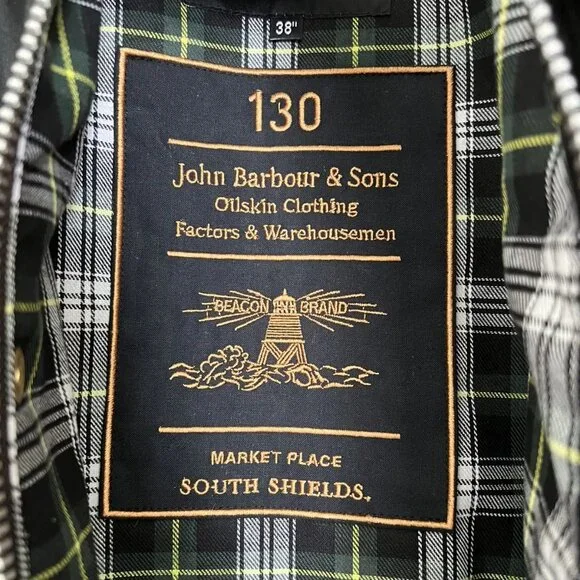 38"
130
John Barbour & Sons
Oilskin Clothing
Factors & Warehousemen
BEACON BRAND
MARKET PLACE
SOUTH SHIELDS.